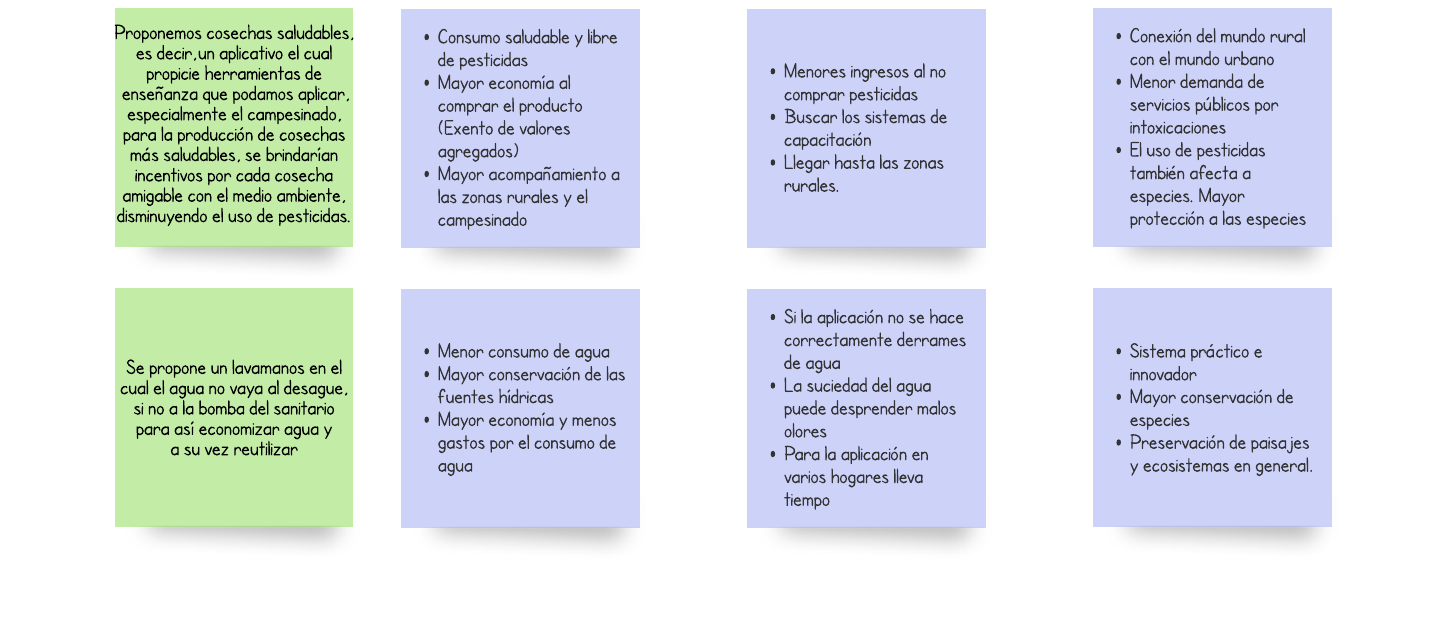 Proponemos cosechas saludables,
es decir,un aplicativo el cual
propicie herramientas de
enseñanza que podamos aplicar,
especialmente el campesinado,
para la producción de cosechas
más saludables, se brindarían
incentivos por cada cosecha
amigable con el medio ambiente,
disminuyendo el uso de pesticidas.
• Consumo saludable y libre
de pesticidas
• Mayor economía al
comprar el producto
(Exento de valores
agregados)
• Mayor acompañamiento a
las zonas rurales y el
campesinado
• Menores ingresos al no
comprar pesticidas
• Buscar los sistemas de
capacitación
• Llegar hasta las zonas
rurales.
• Conexión del mundo rural
con el mundo urbano
• Menor demanda de
servicios públicos por
intoxicaciones
• El uso de pesticidas
también afecta a
especies. Mayor
protección a las especies
Se propone un lavamanos en el
cual el agua no vaya al desague,
si no a la bomba del sanitario
para así economizar agua y
a su vez reutilizar
• Menor consumo de agua
• Mayor conservación de las
fuentes hídricas
• Mayor economía y menos
gastos por el consumo de
agua
• Si la aplicación no se hace
correctamente derrames
de agua
• La suciedad del agua
puede desprender malos
olores
• Para la aplicación en
varios hogares lleva
tiempo
• Sistema práctico e
innovador
• Mayor conservación de
especies
• Preservación de paisajes
y ecosistemas en general.